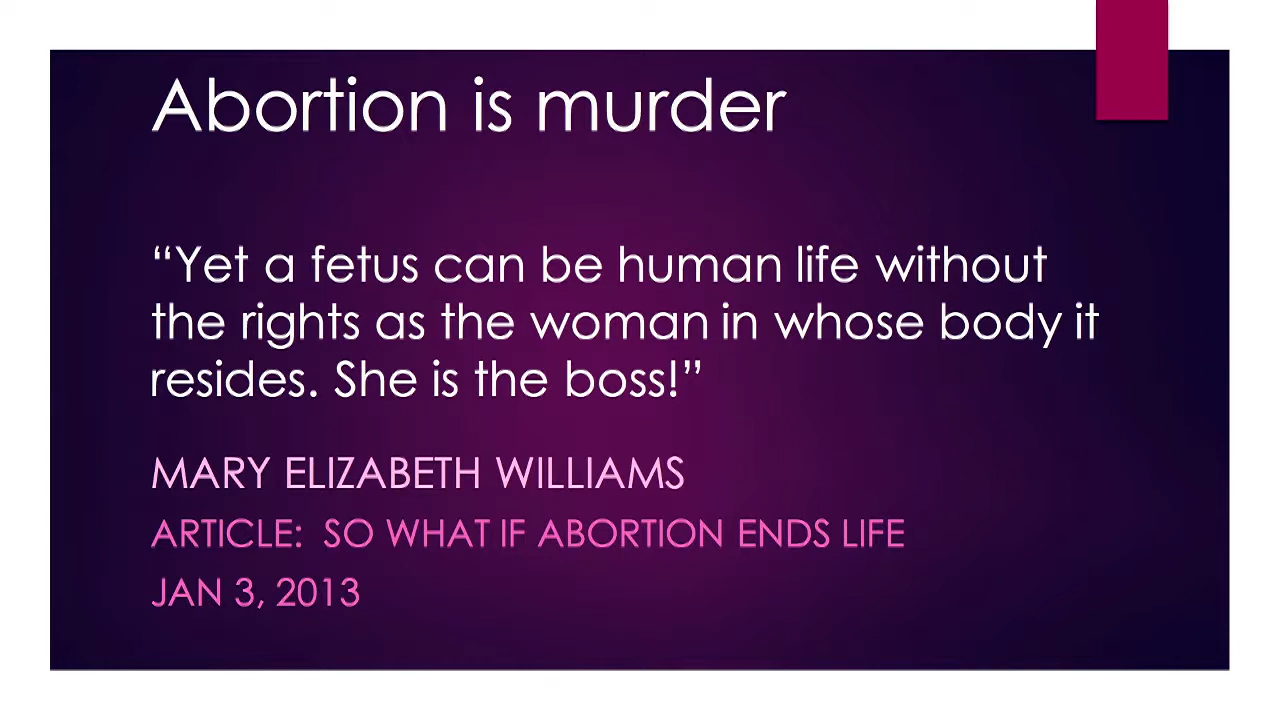 Abortion is murder
“Yet a fetus can be human life without
the rights as the woman in whose body it
resides. She is the boss!”
MARY ELIZABETH WILLIAMS
ARTICLE: SO WHAT IF ABORTION ENDS LIFE
JAN 3, 2013